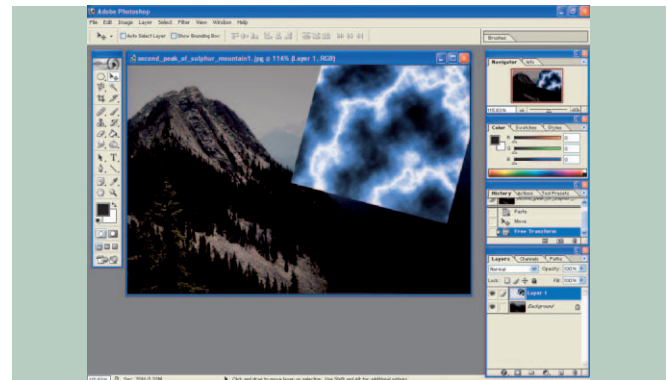 Adobe Photoshop
File Edit Image Layer Select Filter View Window Help
Auto Select Layer Show Bounding Box
Brushes
second_peak_of_sulphur_mountain1.jpg @ 116% (Layer 1, RGB)
Navigator Info
Color Swatches Styles
R 0
G 0
B 0
History Actions Tool Presets
Paste
Move
Free Transform
Layers Channels Paths
Normal Opacity: 100%
Lock: Fill: 100%
Layer 1
Background
Click and drag to move layer or selection. Use Shift and Alt for additional options.